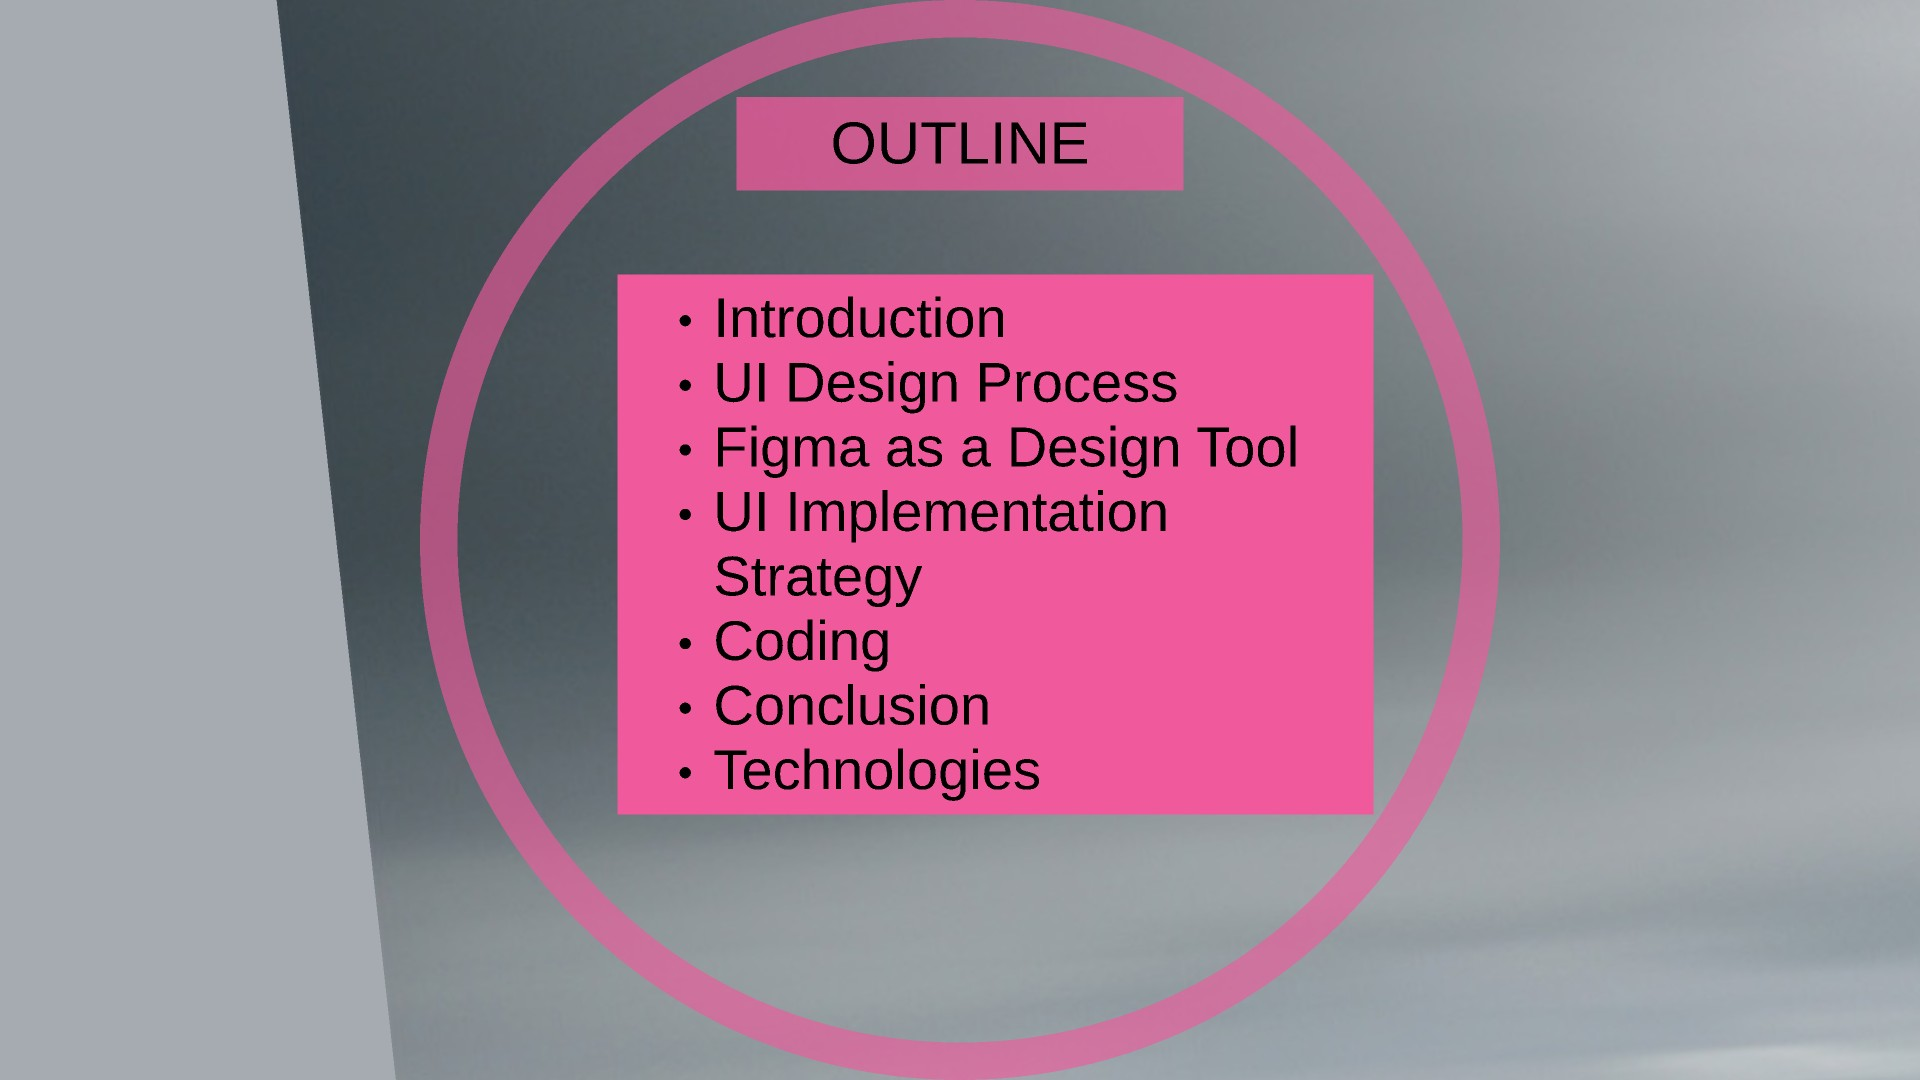 OUTLINE
• Introduction
• UI Design Process
• Figma as a Design Tool
• UI Implementation
Strategy
• Coding
• Conclusion
• Technologies